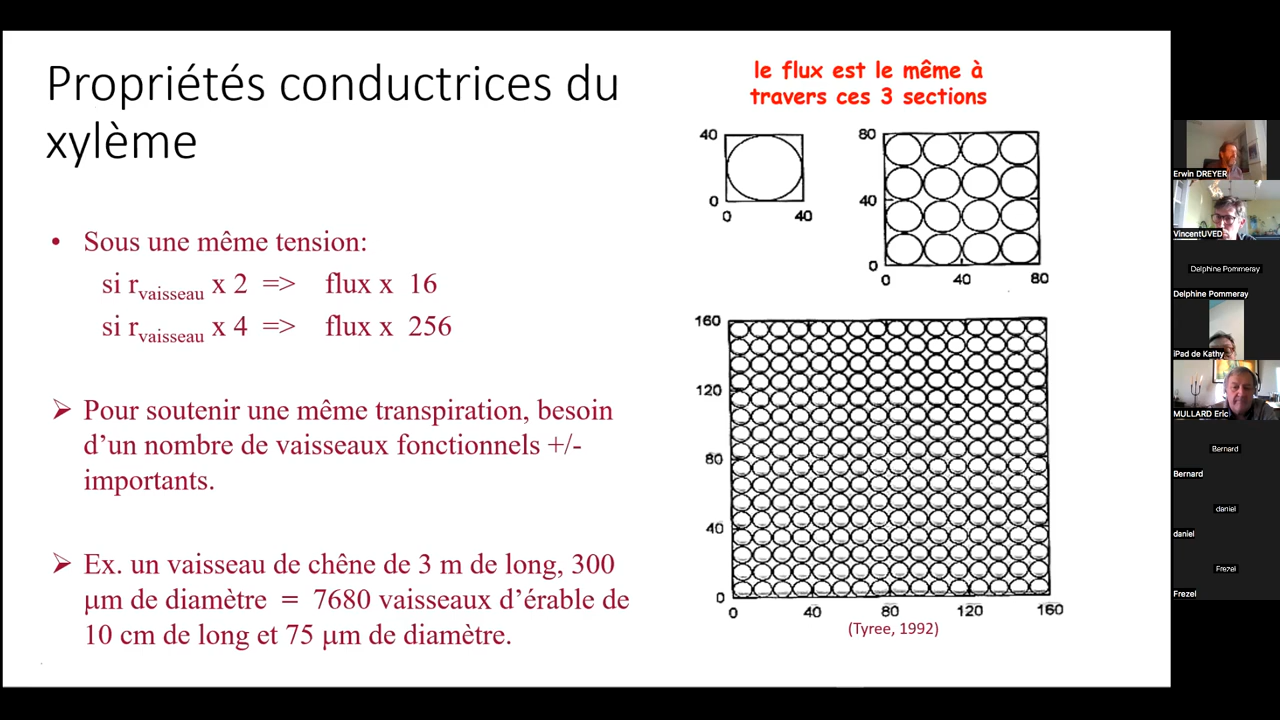 Propriétés conductrices du
xylème
• Sous une même tension:
si rvaisseau x 2 => flux x 16
si rvaisseau x 4 => flux x 256
➢ Pour soutenir une même transpiration, besoin
d'un nombre de vaisseaux fonctionnels +/-
importants.
➢ Ex. un vaisseau de chêne de 3 m de long, 300
μm de diamètre = 7680 vaisseaux d'érable de
10 cm de long et 75 μm de diamètre.
le flux est le même à
travers ces 3 sections
40
0
0 40
80
40
0
0 40 80
160
120
80
40
0
0 40 80 120 160
(Tyree, 1992)
Erwin DREYER
VincentUVED
Delphine Pommeray
Delphine Pommeray
iPad de Kathy
MULLARD Eric
Bernard
Bernard
daniel
daniel
Frezel
Frezel